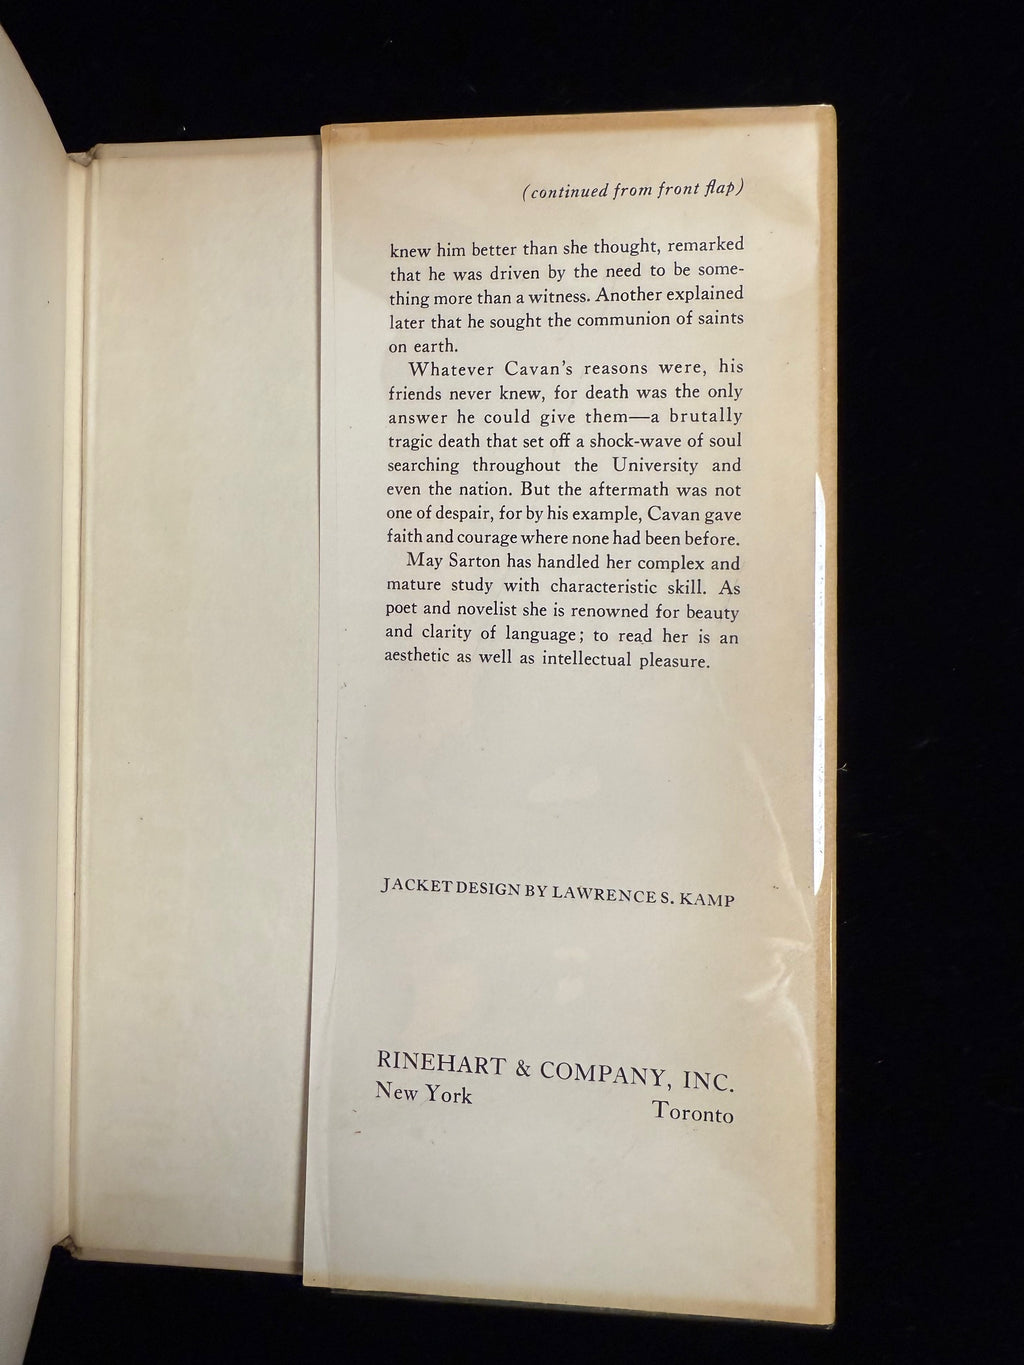 (continued from front flap)
knew him better than she thought, remarked
that he was driven by the need to be some-
thing more than a witness. Another explained
later that he sought the communion of saints
on earth.
Whatever Cavan's reasons were, his
friends never knew, for death was the only
answer he could give them—a brutally
tragic death that set off a shock-wave of soul
searching throughout the University and
even the nation. But the aftermath was not
one of despair, for by his example, Cavan gave
faith and courage where none had been before.
May Sarton has handled her complex and
mature study with characteristic skill. As
poet and novelist she is renowned for beauty
and clarity of language; to read her is an
aesthetic as well as intellectual pleasure.
JACKET DESIGN BY LAWRENCE S. KAMP
RINEHART & COMPANY, INC.
New York Toronto